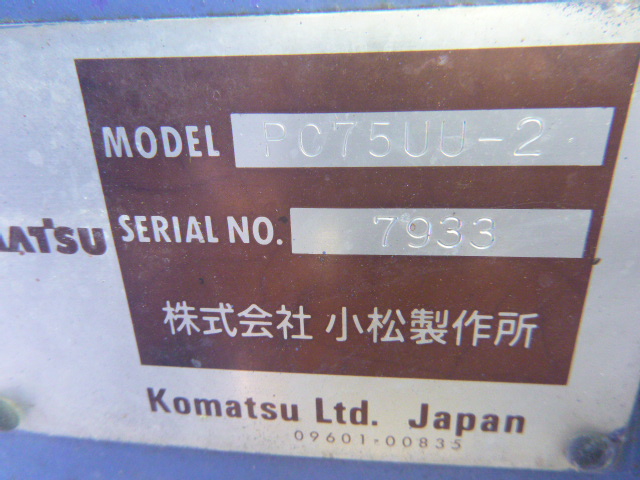 MODEL PC75UU-2
SERIAL NO. 7933
MATSU
株式会社 小松製作所
Komatsu Ltd. Japan
09601-00835